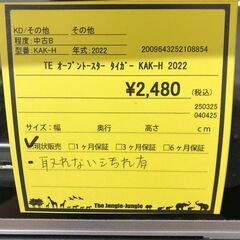 KD/その他
程度:中古B
型番:KAK-H 年式:2022 2009643252108854
TE オーブントースター タイガー KAK-H 2022
¥2,480(税込)
250325
040425
サイズ:幅 奥行 高さ cm
✓現状販売 □1ヶ月保証 □3ヶ月保証 □6ヶ月保証
・取れないよごれ有
The Jungle-Jungle